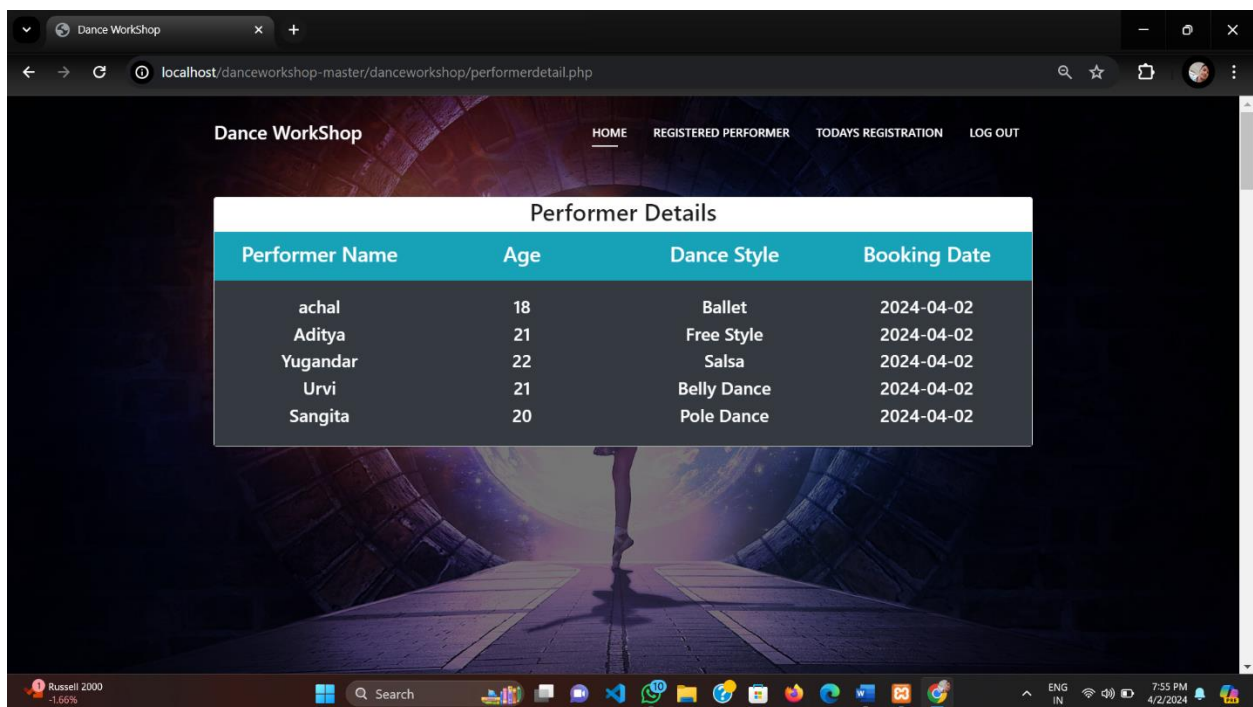 Dance WorkShop
localhost/danceworkshop-master/danceworkshop/performerdetail.php
Dance WorkShop HOME REGISTERED PERFORMER TODAYS REGISTRATION LOG OUT
Performer Details
Performer Name Age Dance Style Booking Date
achal 18 Ballet 2024-04-02
Aditya 21 Free Style 2024-04-02
Yugandar 22 Salsa 2024-04-02
Urvi 21 Belly Dance 2024-04-02
Sangita 20 Pole Dance 2024-04-02
1 Russell 2000
-1.66%
Search
ENG
IN
7:55 PM
4/2/2024